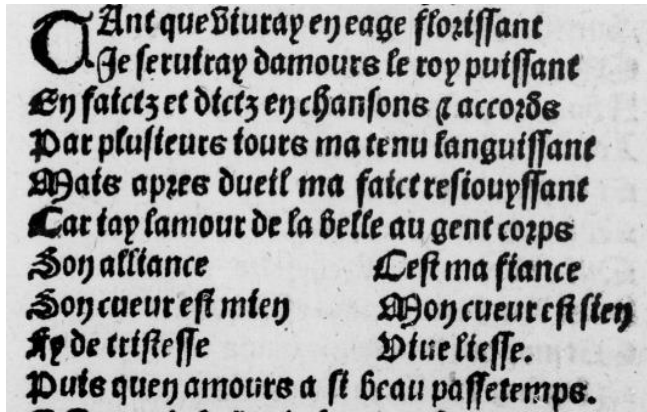 TAnt que viuray en eage florissant
Je seruiray damours le roy puissant
En faictz et dictz en chansons & accords
Par plusieurs iours ma tenu languissant
Mais apres dueil ma faict resiouyssant
Car iay lamour de la belle au gent corps
Son alliance Cest ma fiance
Son cueur est mien Mon cueur est sien
Fy de tristesse Viue liesse.
Puis quen amours a si beau passetemps.